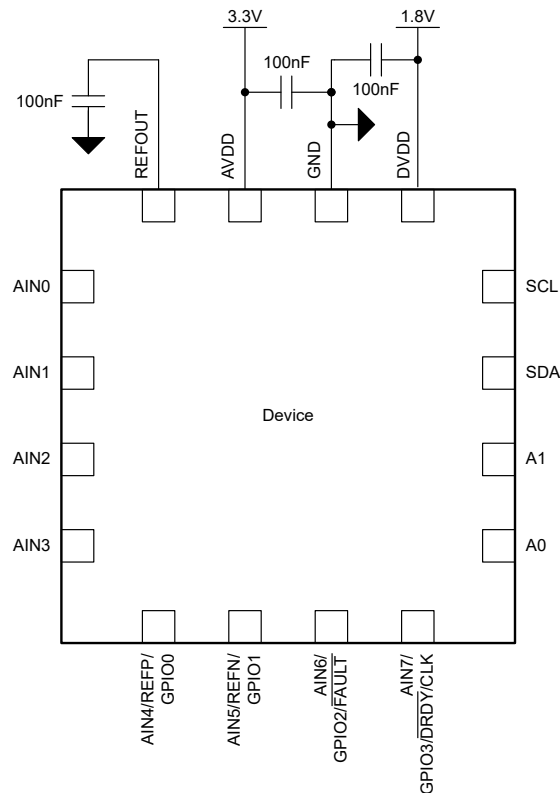 3.3V
1.8V
100nF
100nF
100nF
REFOUT
AVDD
GND
DVDD
AIN0
SCL
AIN1
SDA
Device
AIN2
A1
AIN3
A0
AIN4/REFP/
GPIO0
AIN5/REFN/
GPIO1
AIN6/
GPIO2/FAULT
AIN7/
GPIO3/DRDY/CLK